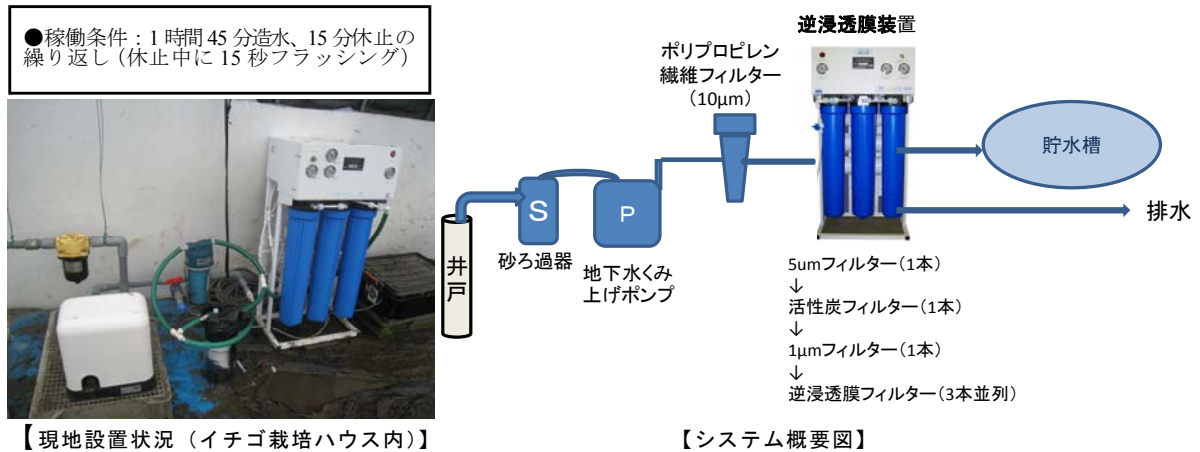 ●稼働条件：1時間45分造水、15分休止の
繰り返し（休止中に15秒フラッシング）
逆浸透膜装置
ポリプロピレン
繊維フィルター
（10μm）
貯水槽
S
P
排水
井戸
砂ろ過器
地下水くみ
上げポンプ
5umフィルター（1本）
↓
活性炭フィルター（1本）
↓
1μmフィルター（1本）
↓
逆浸透膜フィルター（3本並列）
【現地設置状況（イチゴ栽培ハウス内）】
【システム概要図】